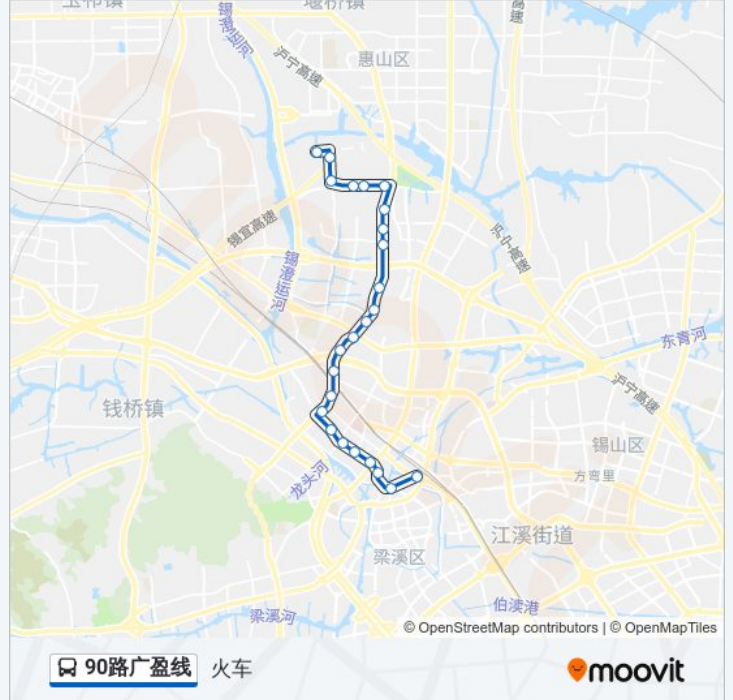 玉祁镇
堰桥镇
高速
锡澄运河
沪宁高速
惠山区
锡宜高速
沪宁高速
锡澄运河
东青河
沪宁高速
钱桥镇
锡山区
龙头河
方弯里
江溪街道
梁溪区
伯渎港
梁溪河
© OpenStreetMap contributors | © OpenMapTiles
90路广盈线 火车
moovit